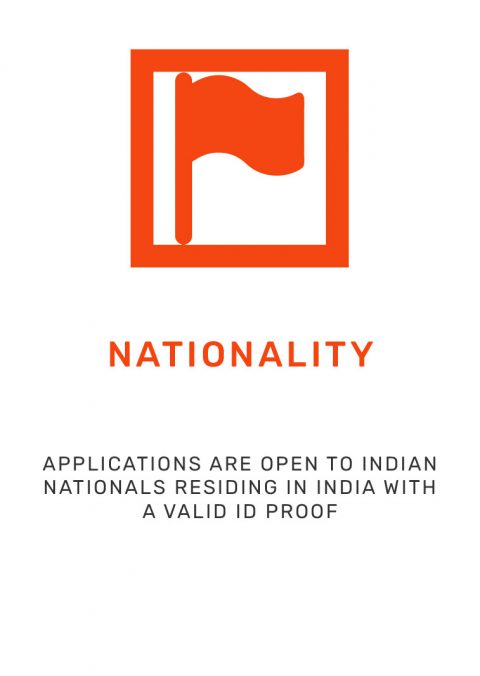 NATIONALITY
APPLICATIONS ARE OPEN TO INDIAN
NATIONALS RESIDING IN INDIA WITH
A VALID ID PROOF